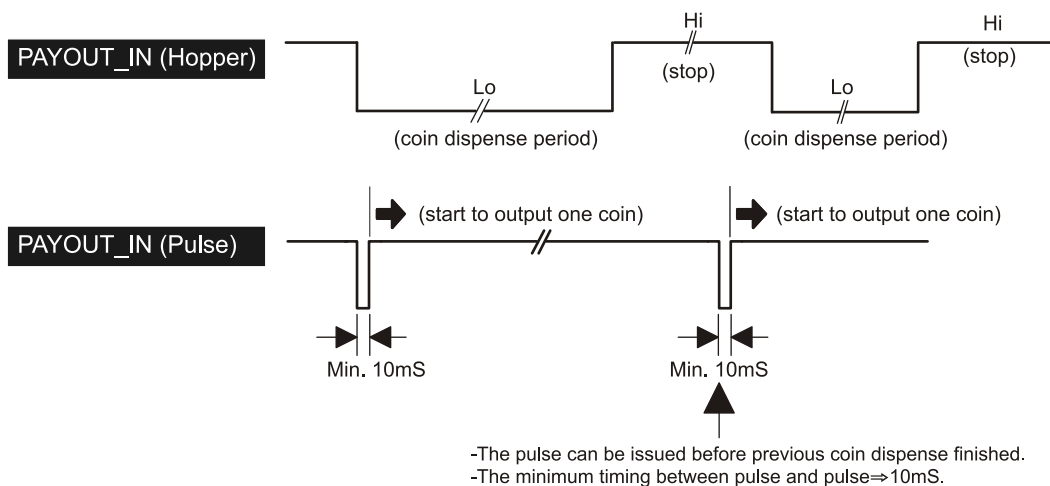 PAYOUT_IN (Hopper)
Lo
(coin dispense period)
Hi
(stop)
Lo
(coin dispense period)
Hi
(stop)
PAYOUT_IN (Pulse)
(start to output one coin)
(start to output one coin)
Min. 10mS
Min. 10mS
-The pulse can be issued before previous coin dispense finished.
-The minimum timing between pulse and pulse⇒10mS.